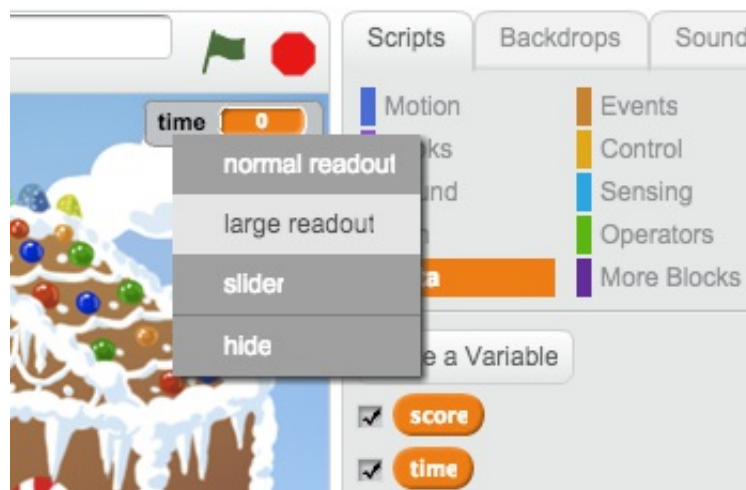 Scripts Backdrops Sound
time 0
Motion Events
Control
Sensing
Operators
More Blocks
normal readout
large readout
slider
hide
a Variable
score
time